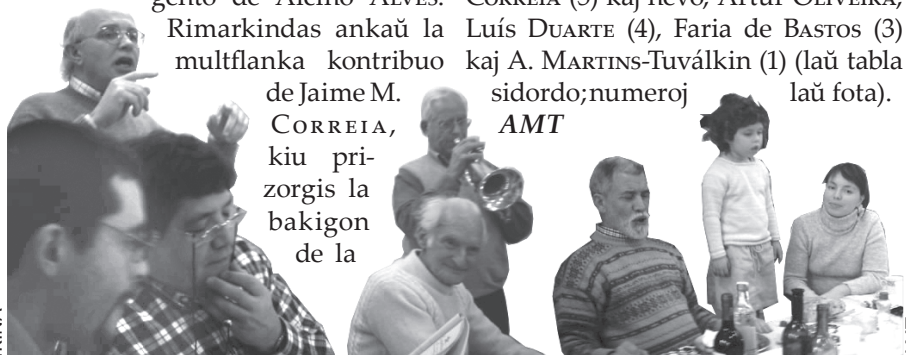 gento de Alcino Alves.
Rimarkindas ankaŭ la
multflanka kontribuo
de Jaime M.
Correia,
kiu pri-
zorgis la
bakigon
de la
Correia (5) kaj nevo, Artur Oliveira,
Luís Duarte (4), Faria de Bastos (3)
kaj A. Martins-Tuválkin (1) (laŭ tabla
sidordo;numeroj laŭ fota).
AMT